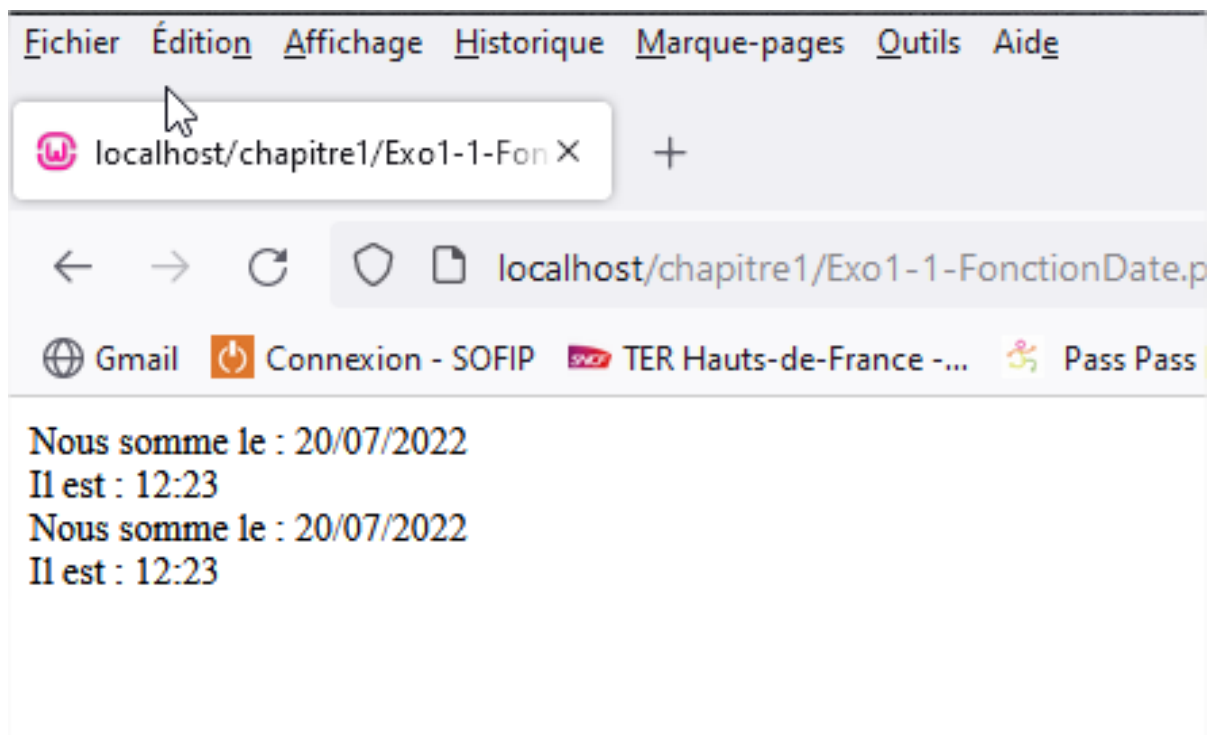 Fichier Édition Affichage Historique Marque-pages Outils Aide
localhost/chapitre1/Exo1-1-Fon
localhost/chapitre1/Exo1-1-FonctionDate.p
Gmail Connexion - SOFIP SNCF TER Hauts-de-France -... Pass Pass
Nous somme le : 20/07/2022
Il est : 12:23
Nous somme le : 20/07/2022
Il est : 12:23